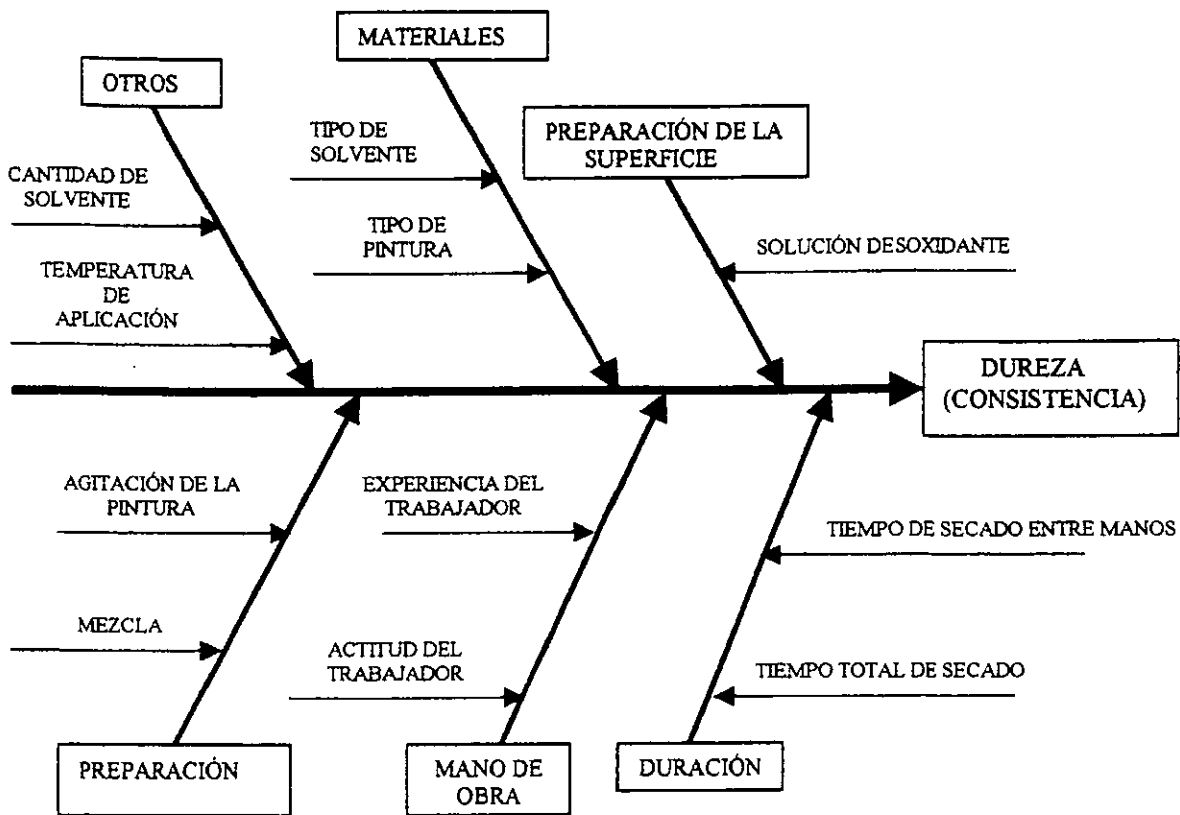 MATERIALES
OTROS
TIPO DE
SOLVENTE
PREPARACIÓN DE LA
SUPERFICIE
CANTIDAD DE
SOLVENTE
TIPO DE
PINTURA
SOLUCIÓN DESOXIDANTE
TEMPERATURA
DE
APLICACIÓN
DUREZA
(CONSISTENCIA)
AGITACIÓN DE LA
PINTURA
EXPERIENCIA DEL
TRABAJADOR
TIEMPO DE SECADO ENTRE MANOS
MEZCLA
ACTITUD DEL
TRABAJADOR
TIEMPO TOTAL DE SECADO
PREPARACIÓN
MANO DE
OBRA
DURACIÓN